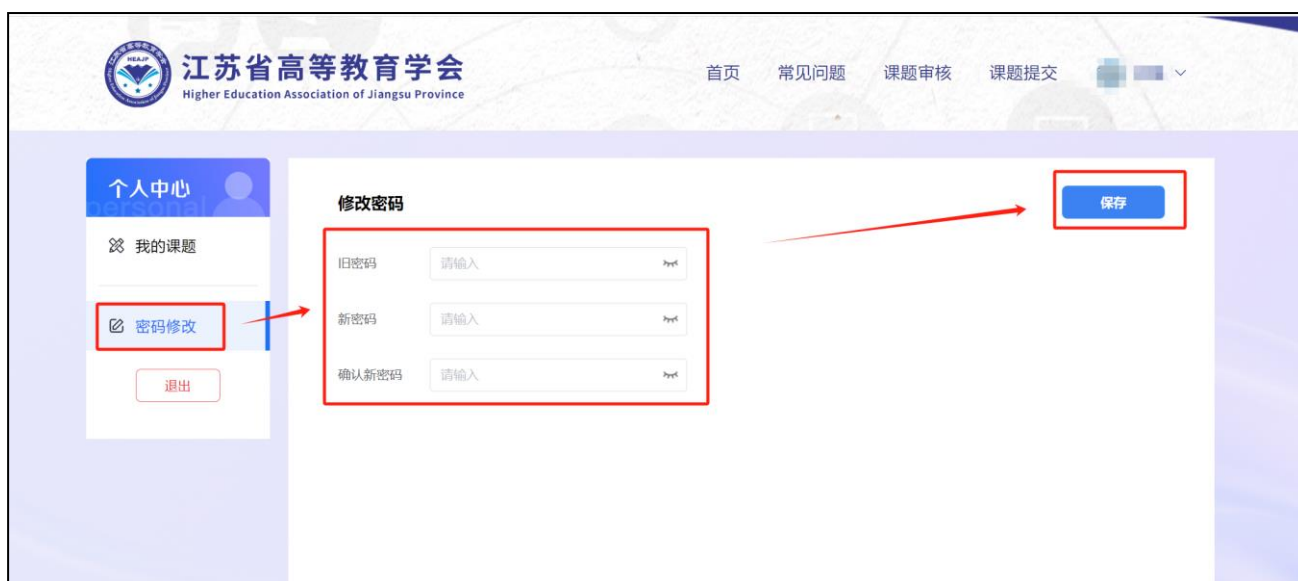 HEAJP
江苏省高等教育学会
Higher Education Association of Jiangsu Province
首页 常见问题 课题审核 课题提交
个人中心
personal
我的课题
密码修改
退出
修改密码
保存
旧密码 请输入
新密码 请输入
确认新密码 请输入